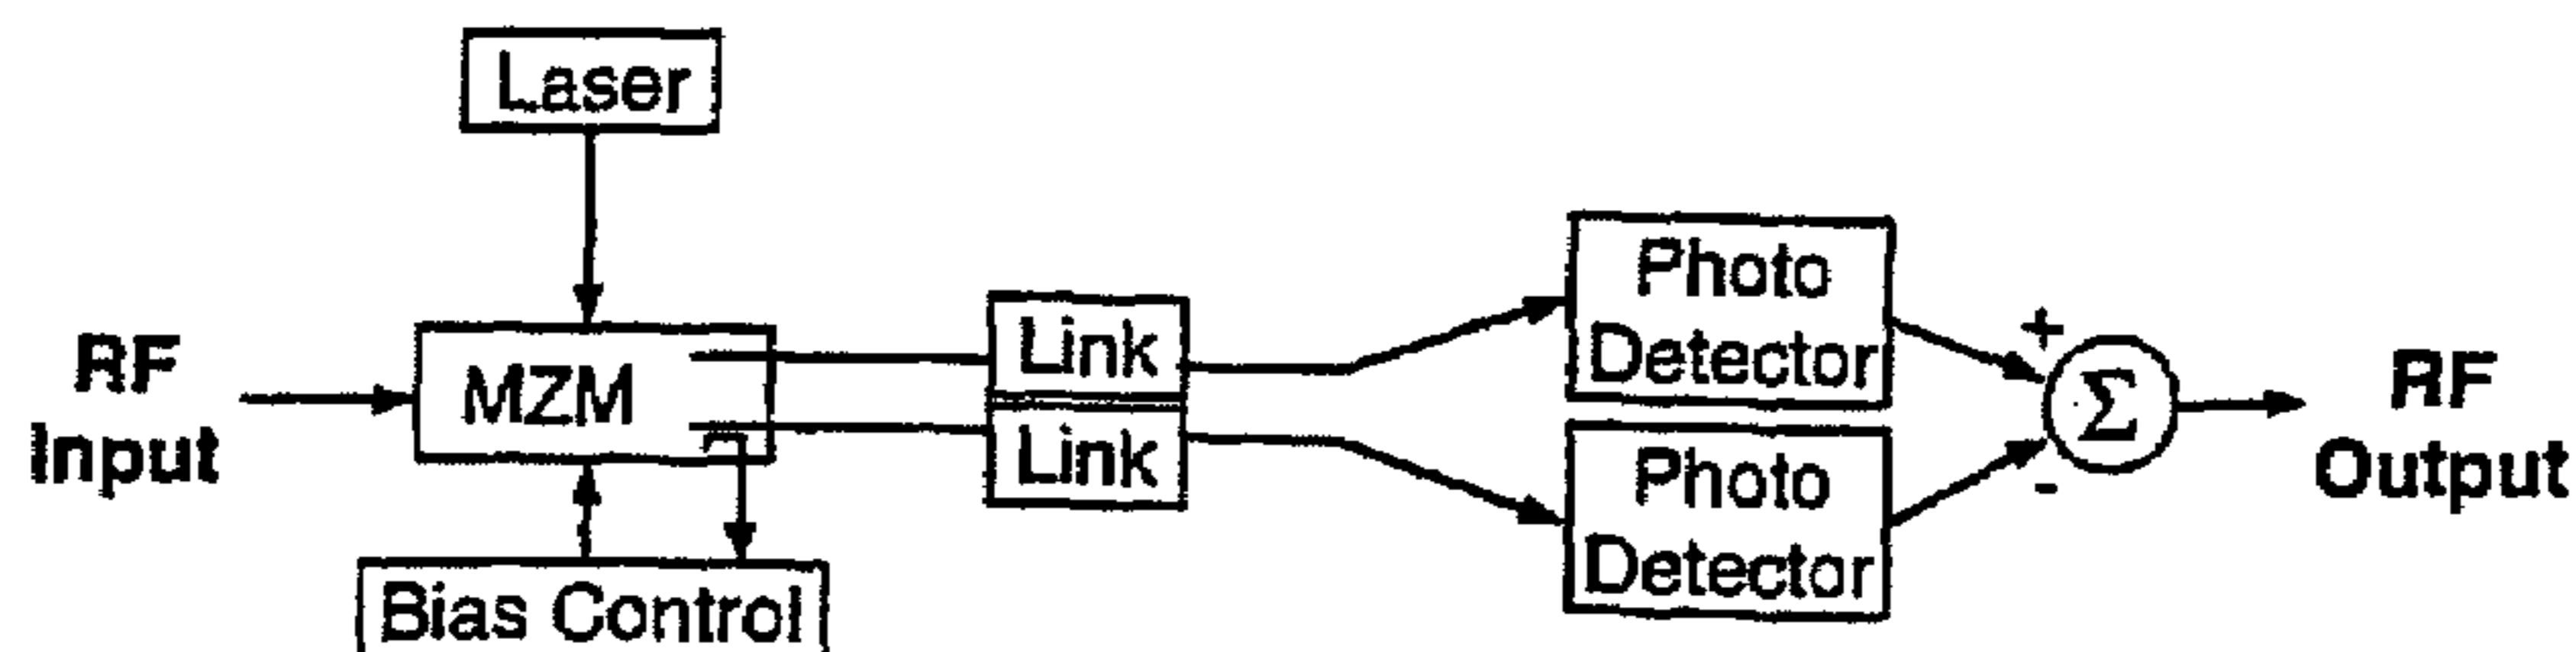 Laser
RF
Input
MZM
Bias Control
Link
Link
Photo
Detector
Photo
Detector
+
-
Σ
RF
Output